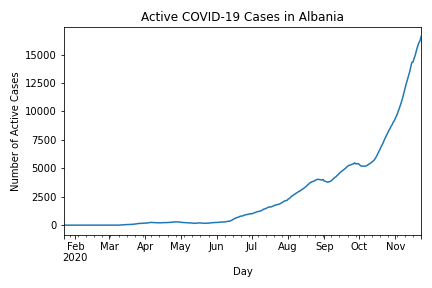 Active COVID-19 Cases in Albania
Number of Active Cases
15000
12500
10000
7500
5000
2500
0
Feb Mar Apr May Jun Jul Aug Sep Oct Nov
2020
Day